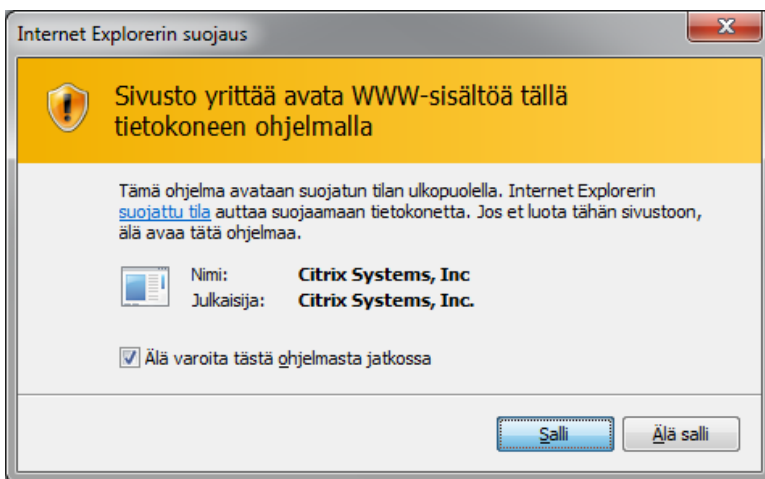 Internet Explorerin suojaus
Sivusto yrittää avata WWW-sisältöä tällä
tietokoneen ohjelmalla
Tämä ohjelma avataan suojatun tilan ulkopuolella. Internet Explorerin
suojattu tila auttaa suojaamaan tietokonetta. Jos et luota tähän sivustoon,
älä avaa tätä ohjelmaa.
Nimi: Citrix Systems, Inc
Julkaisija: Citrix Systems, Inc.
Älä varoita tästä ohjelmasta jatkossa
Salli Älä salli